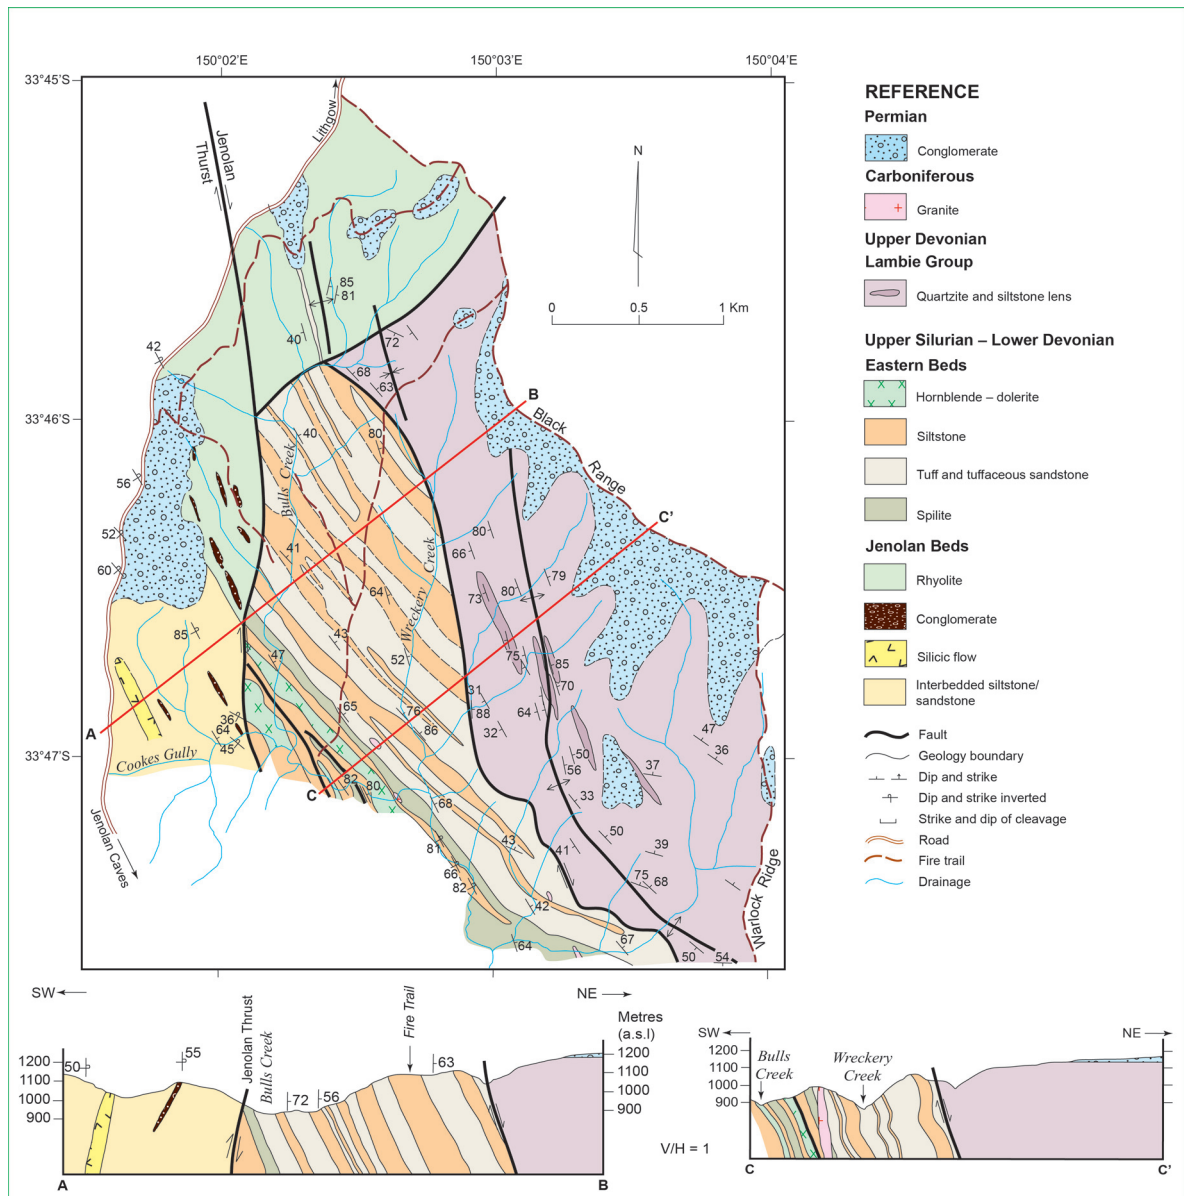 150°02'E
150°03'E
150°04'E
33°45'S
Lithgow
Jenolan
Thurst
N
0
0.5
1 Km
85
81
40
72
42
68
63
B
33°46'S
Black
Range
40
80
Bulls Creek
56
C'
52
80
66
41
60
79
80
64
73
Wreckery Creek
85
43
52
47
75
85
70
31
65
76
64
88
36
86
32
47
A
64
45
36
33°47'S
Cookes Gully
50
56
37
82
80
C
68
33
50
43
41
39
81
66
75
68
82
42
67
64
50
54
Jenolan Caves
Warlock Ridge
REFERENCE
Permian
Conglomerate
Carboniferous
Granite
Upper Devonian
Lambie Group
Quartzite and siltstone lens
Upper Silurian – Lower Devonian
Eastern Beds
Hornblende – dolerite
Siltstone
Tuff and tuffaceous sandstone
Spilite
Jenolan Beds
Rhyolite
Conglomerate
Silicic flow
Interbedded siltstone/
sandstone
Fault
Geology boundary
Dip and strike
Dip and strike inverted
Strike and dip of cleavage
Road
Fire trail
Drainage
SW
NE
Metres
(a.s.l)
1200
1100
1000
900
50
55
Jenolan Thrust
Bulls Creek
72
56
Fire Trail
63
1200
1100
1000
900
A
B
V/H = 1
SW
NE
1200
1100
1000
900
Bulls
Creek
Wreckery
Creek
C
C'